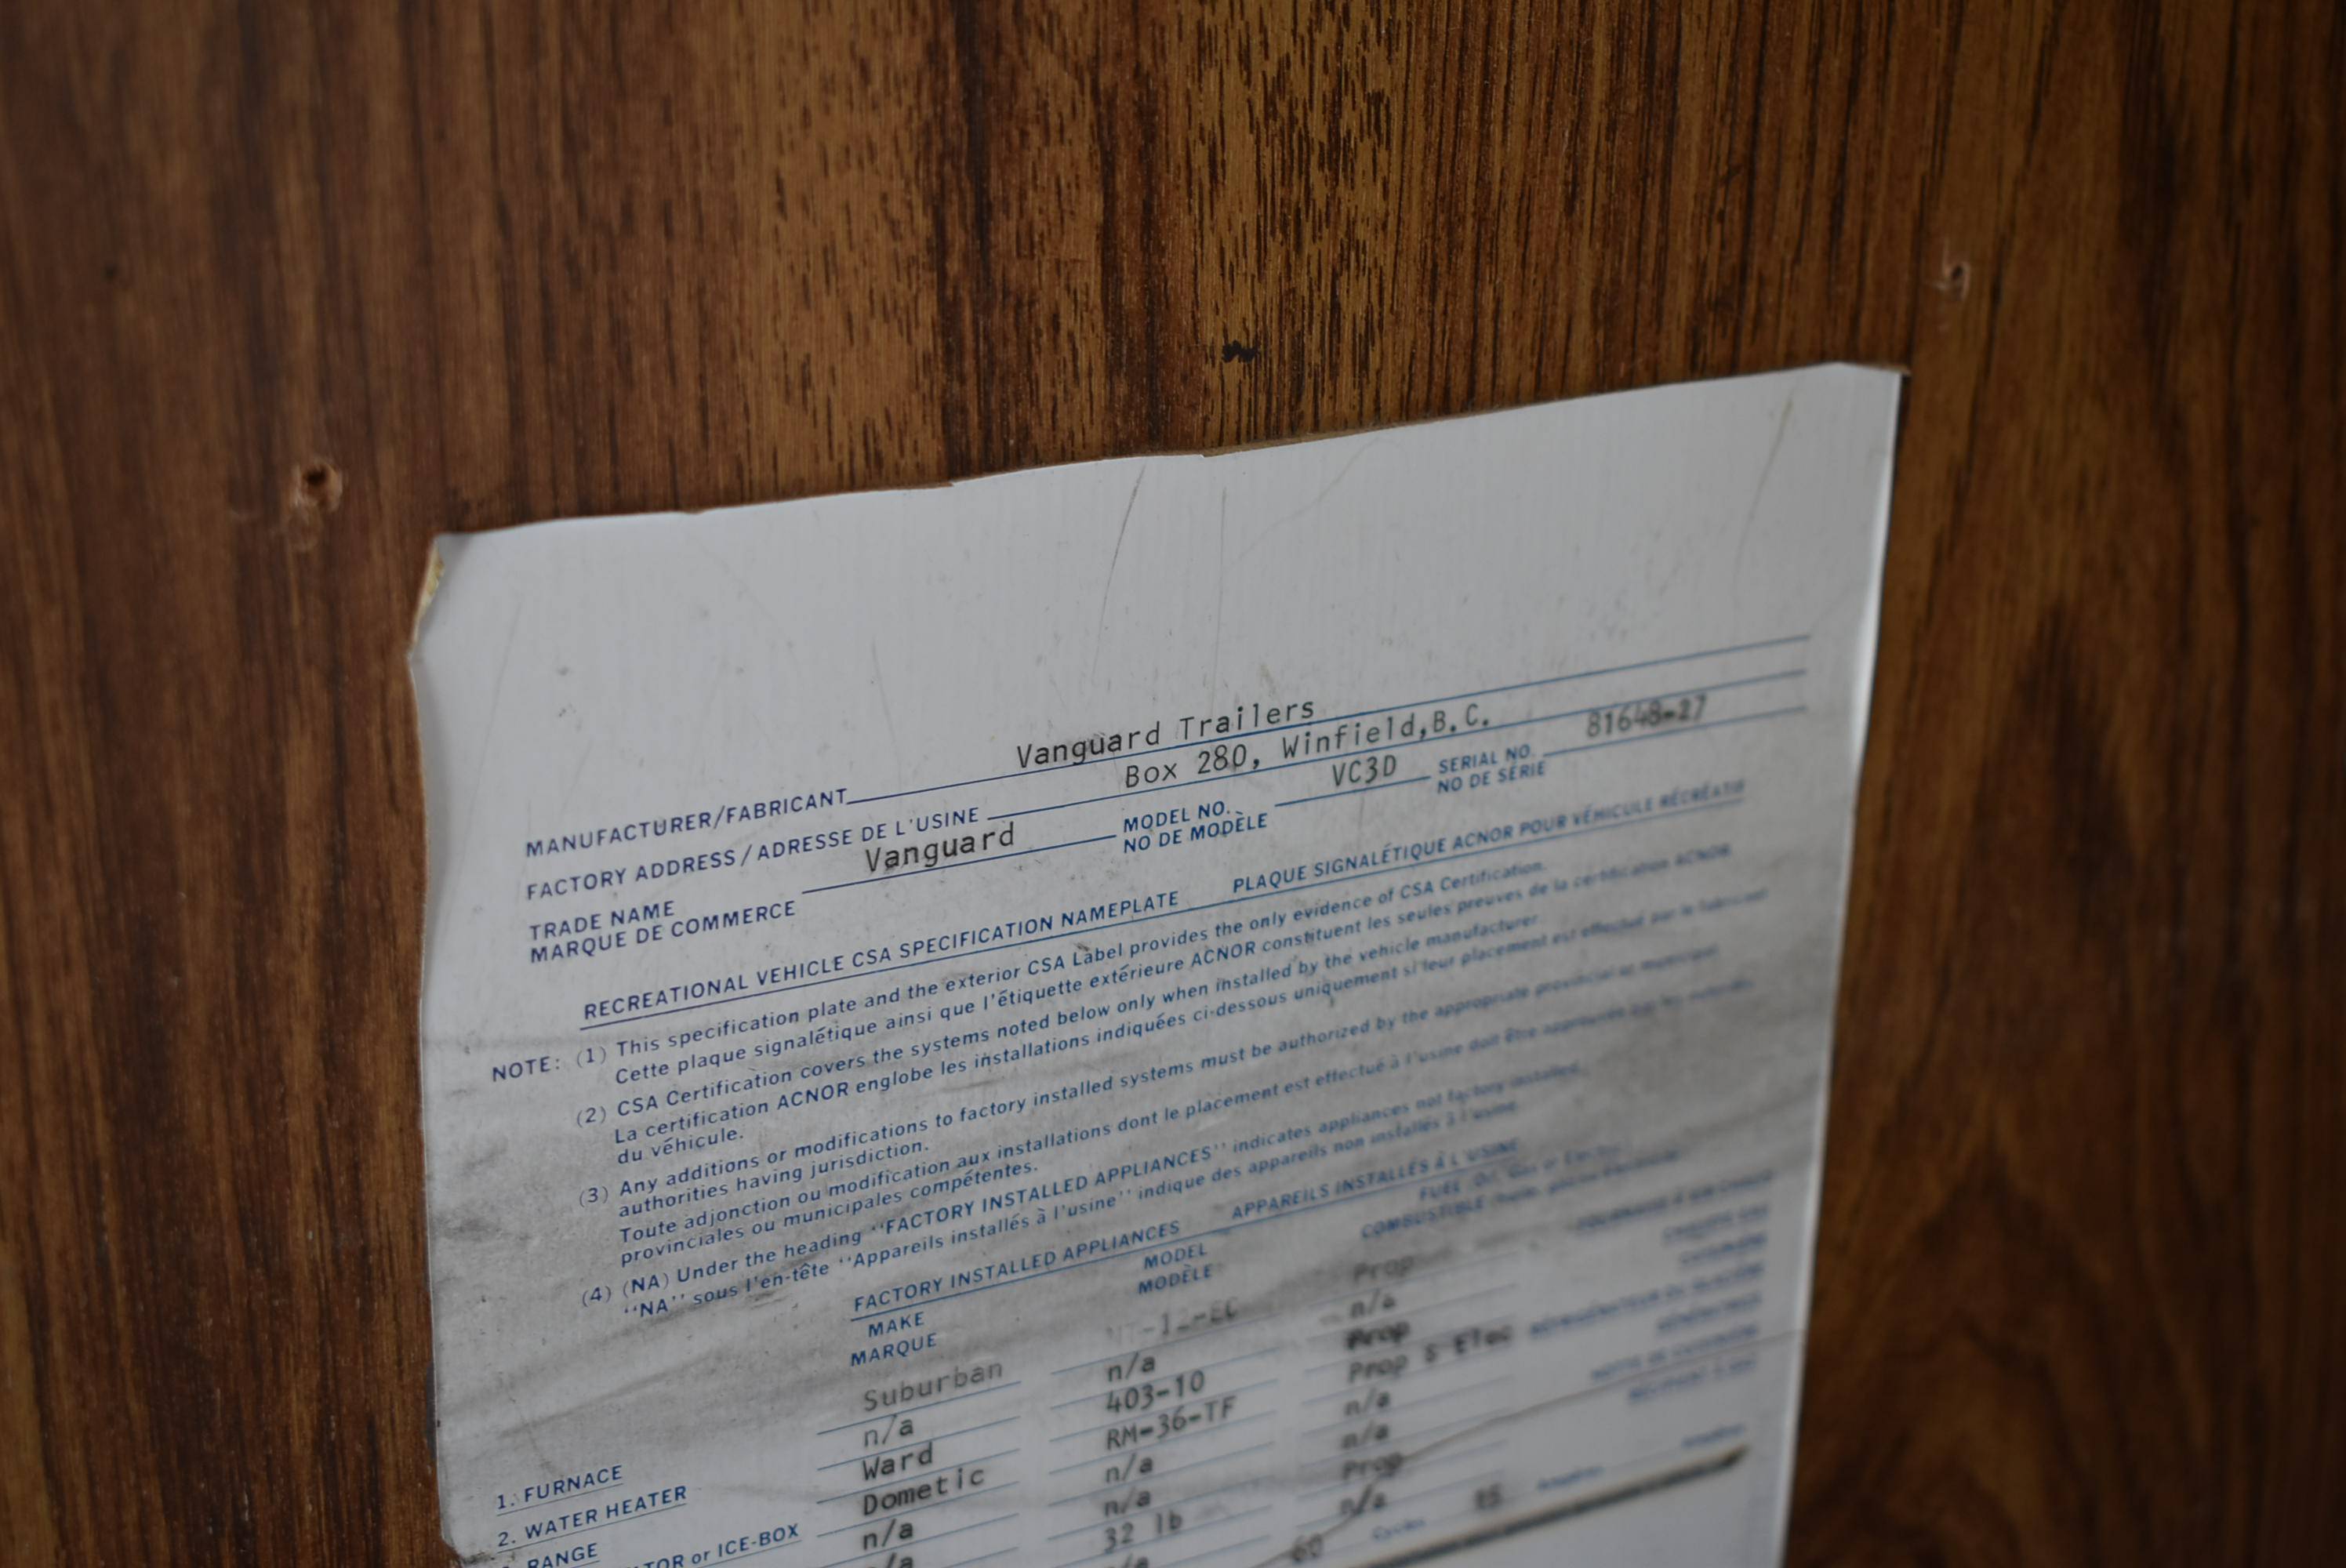 MANUFACTURER/FABRICANT Vanguard Trailers
FACTORY ADDRESS/ADRESSE DE L'USINE Box 280, Winfield,B.C.
TRADE NAME
MARQUE DE COMMERCE Vanguard
MODEL NO.
NO DE MODÈLE VC3D
SERIAL NO.
NO DE SÉRIE 81648-27
RECREATIONAL VEHICLE CSA SPECIFICATION NAMEPLATE PLAQUE SIGNALÉTIQUE ACNOR POUR VÉHICULE RÉCRÉATIF
NOTE: (1) This specification plate and the exterior CSA Label provides the only evidence of CSA Certification.
Cette plaque signalétique ainsi que l'étiquette extérieure ACNOR constituent les seules preuves de la certification ACNOR.
(2) CSA Certification covers the systems noted below only when installed by the vehicle manufacturer.
La certification ACNOR englobe les installations indiquées ci-dessous uniquement si leur placement est effectué par le fabricant
du véhicule.
(3) Any additions or modifications to factory installed systems must be authorized by the appropriate provincial or municipal
authorities having jurisdiction.
Toute adjonction ou modification aux installations dont le placement est effectué à l'usine doit être approuvée par les
provinciales ou municipales compétentes.
(4) (NA) Under the heading "FACTORY INSTALLED APPLIANCES" indicates appliances not factory installed.
"NA" sous l'en-tête "Appareils installés à l'usine" indique des appareils non installés à l'usine.
FACTORY INSTALLED APPLIANCES APPAREILS INSTALLÉS À L'USINE
MAKE
MARQUE
MODEL
MODÈLE
FUEL
COMBUSTIBLE
1. FURNACE Suburban -EC Prop
2. WATER HEATER n/a n/a n/a
RANGE Ward 403-10 Prop
TOR or ICE-BOX Dometic RM-36-TF Prop & Elec
n/a n/a n/a
n/a n/a n/a
32 lb Prop
n/a n/a
60 Cycles 15